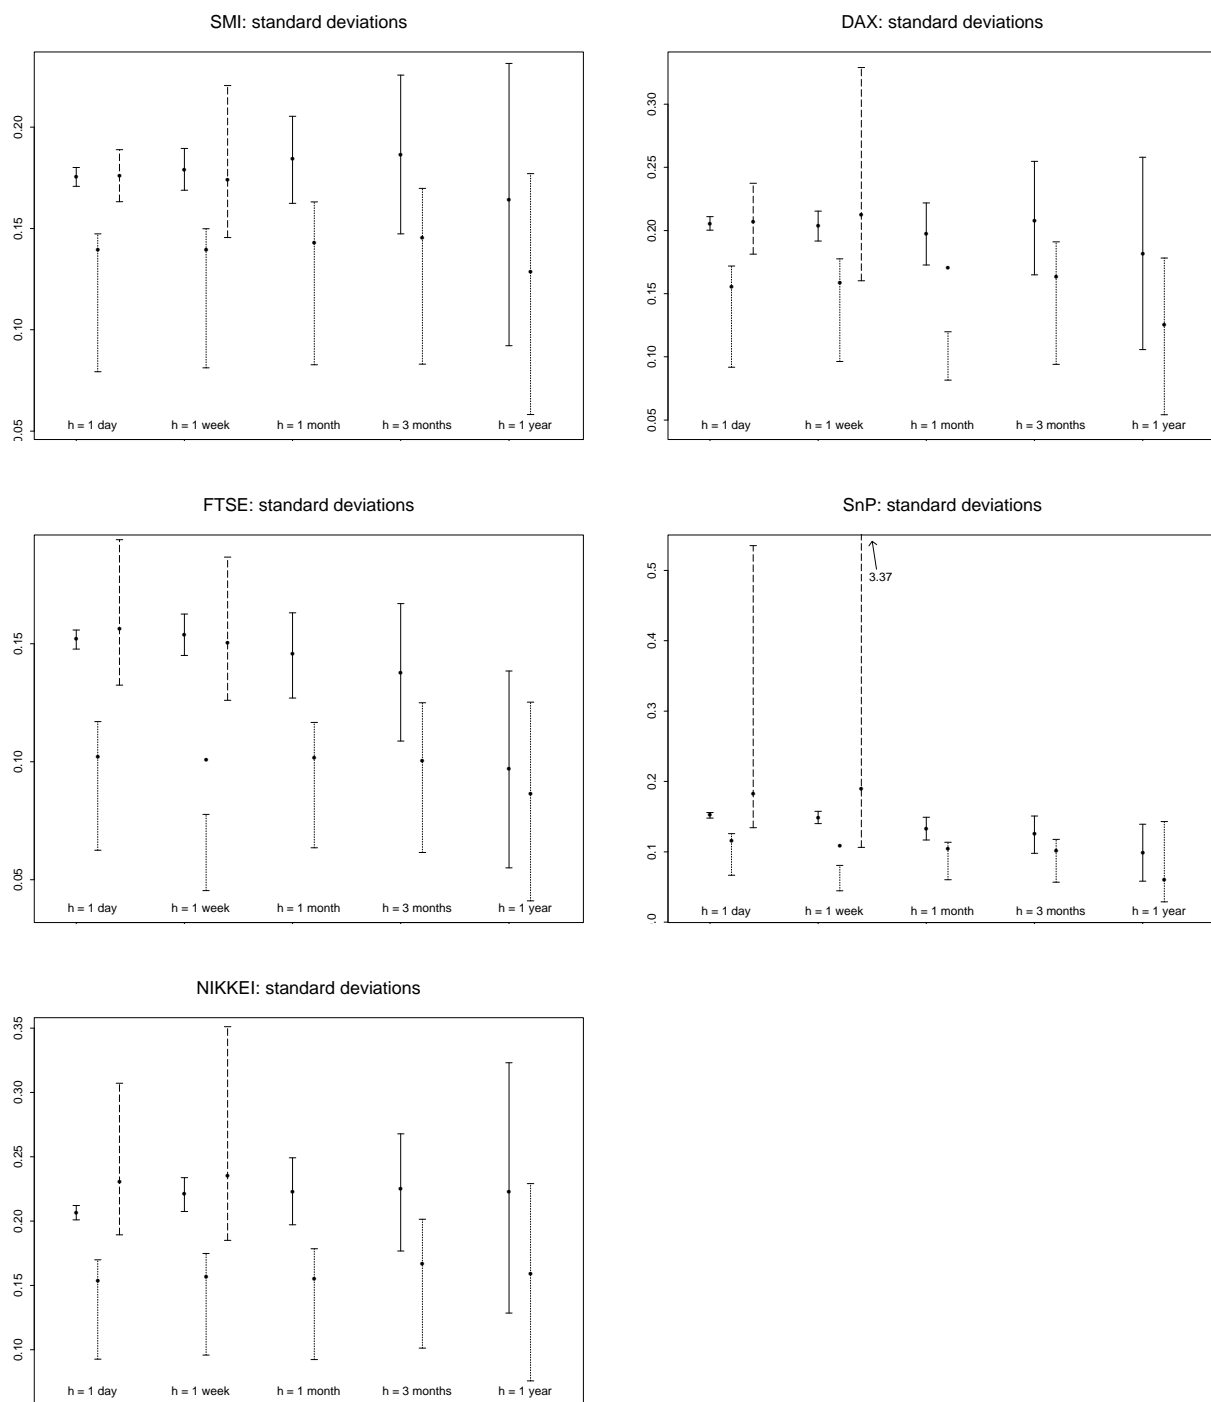 SMI: standard deviations
0.20
0.15
0.10
0.05
h = 1 day
h = 1 week
h = 1 month
h = 3 months
h = 1 year
DAX: standard deviations
0.30
0.25
0.20
0.15
0.10
0.05
h = 1 day
h = 1 week
h = 1 month
h = 3 months
h = 1 year
FTSE: standard deviations
0.15
0.10
0.05
h = 1 day
h = 1 week
h = 1 month
h = 3 months
h = 1 year
SnP: standard deviations
3.37
0.5
0.4
0.3
0.2
0.1
.0
h = 1 day
h = 1 week
h = 1 month
h = 3 months
h = 1 year
NIKKEI: standard deviations
0.35
0.30
0.25
0.20
0.15
0.10
h = 1 day
h = 1 week
h = 1 month
h = 3 months
h = 1 year